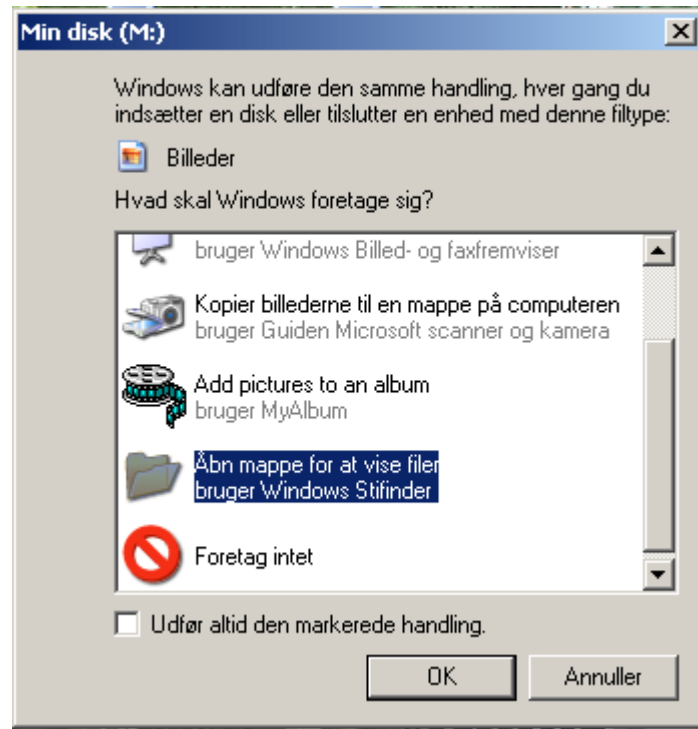 Min disk (M:)
Windows kan udføre den samme handling, hver gang du
indsætter en disk eller tilslutter en enhed med denne filtype:
Billeder
Hvad skal Windows foretage sig?
bruger Windows Billed- og faxfremviser
Kopier billederne til en mappe på computeren
bruger Guiden Microsoft scanner og kamera
Add pictures to an album
bruger MyAlbum
Åbn mappe for at vise filer
bruger Windows Stifinder
Foretag intet
Udfør altid den markerede handling.
OK
Annuller